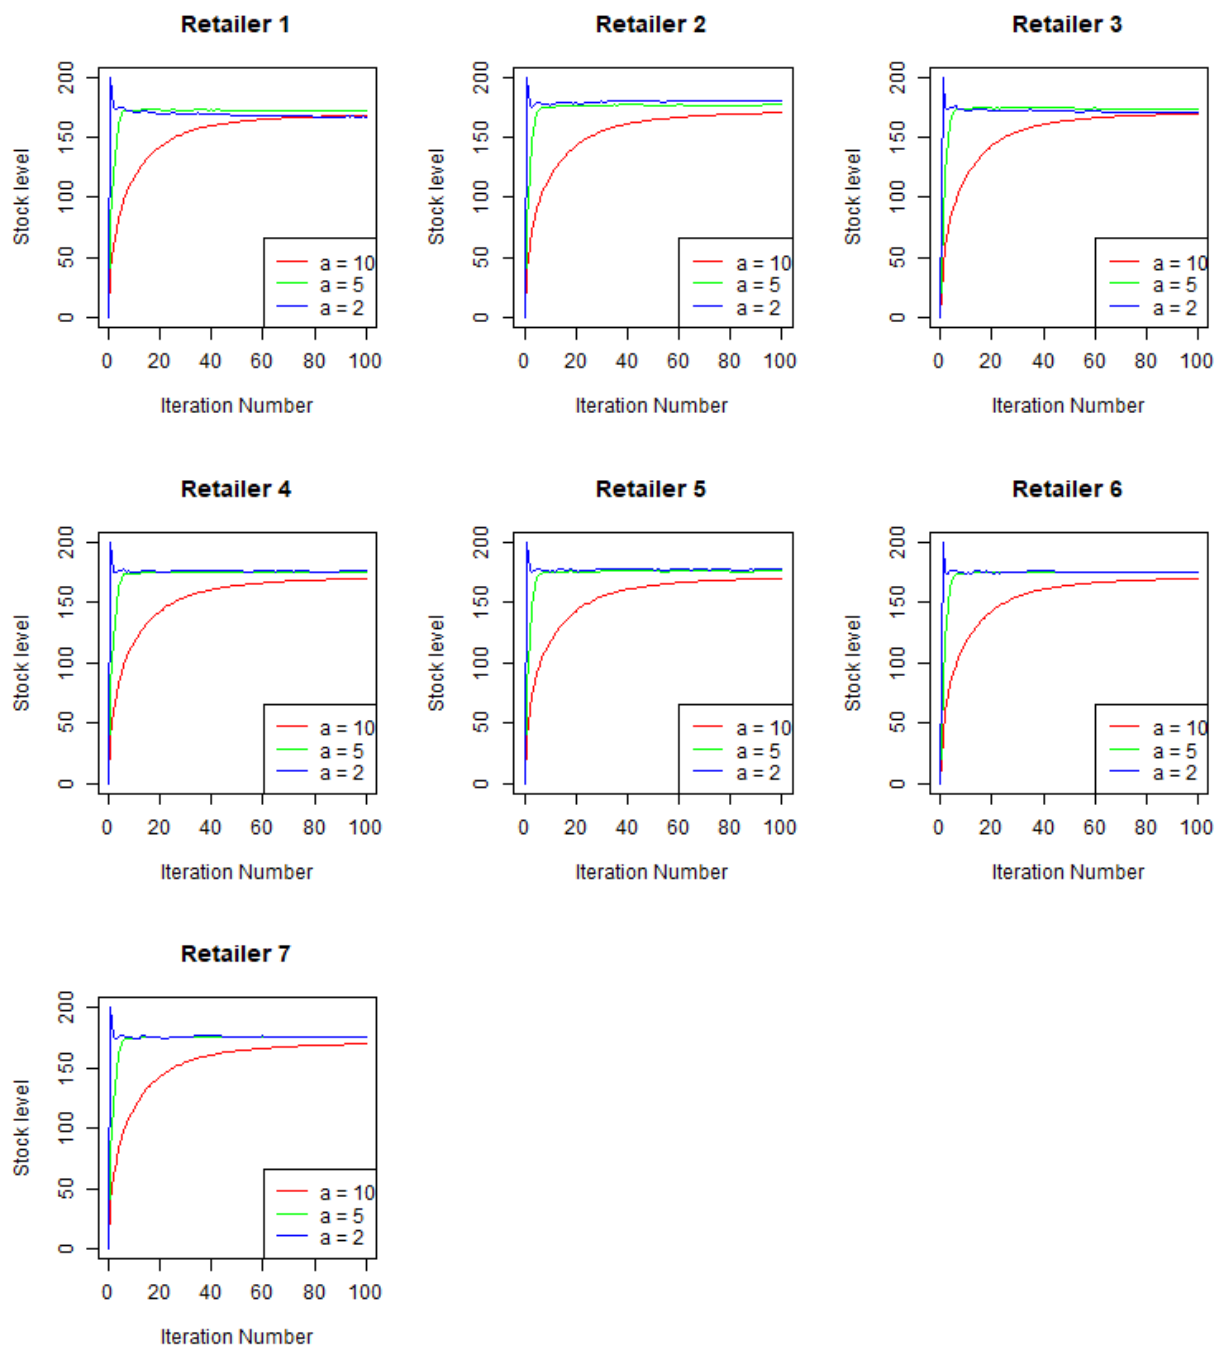 Retailer 1
Stock level
200
150
100
50
0
a = 10
a = 5
a = 2
0 20 40 60 80 100
Iteration Number
Retailer 2
Stock level
200
150
100
50
0
a = 10
a = 5
a = 2
0 20 40 60 80 100
Iteration Number
Retailer 3
Stock level
200
150
100
50
0
a = 10
a = 5
a = 2
0 20 40 60 80 100
Iteration Number
Retailer 4
Stock level
200
150
100
50
0
a = 10
a = 5
a = 2
0 20 40 60 80 100
Iteration Number
Retailer 5
Stock level
200
150
100
50
0
a = 10
a = 5
a = 2
0 20 40 60 80 100
Iteration Number
Retailer 6
Stock level
200
150
100
50
0
a = 10
a = 5
a = 2
0 20 40 60 80 100
Iteration Number
Retailer 7
Stock level
200
150
100
50
0
a = 10
a = 5
a = 2
0 20 40 60 80 100
Iteration Number